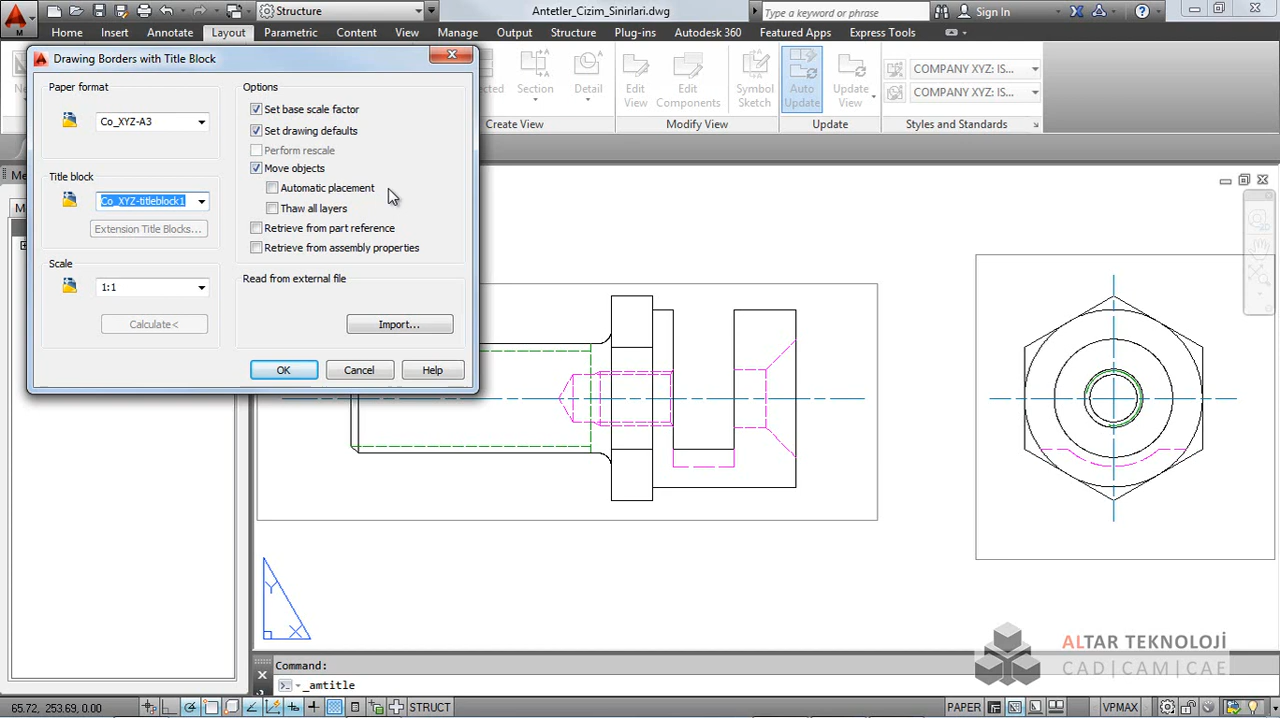 Structure
Antetler_Cizim_Sinirlari.dwg
Type a keyword or phrase
Sign In
Home Insert Annotate Layout Parametric Content View Manage Output Structure Plug-ins Autodesk 360 Featured Apps Express Tools
Drawing Borders with Title Block
Paper format
Co_XYZ-A3
Title block
Co_XYZ-titleblock1
Extension Title Blocks...
Scale
1:1
Calculate<
Options
Set base scale factor
Set drawing defaults
Perform rescale
Move objects
Automatic placement
Thaw all layers
Retrieve from part reference
Retrieve from assembly properties
Read from external file
Import...
OK Cancel Help
Section
Detail
Create View
Edit
View
Edit
Components
Symbol
Sketch
Modify View
Auto
Update
Update
View
Update
COMPANY XYZ: IS...
COMPANY XYZ: IS...
Styles and Standards
Y
X
ALTAR TEKNOLOJİ
CAD|CAM|CAE
Command:
_amtitle
65.72, 253.69, 0.00
STRUCT
PAPER
VPMAX